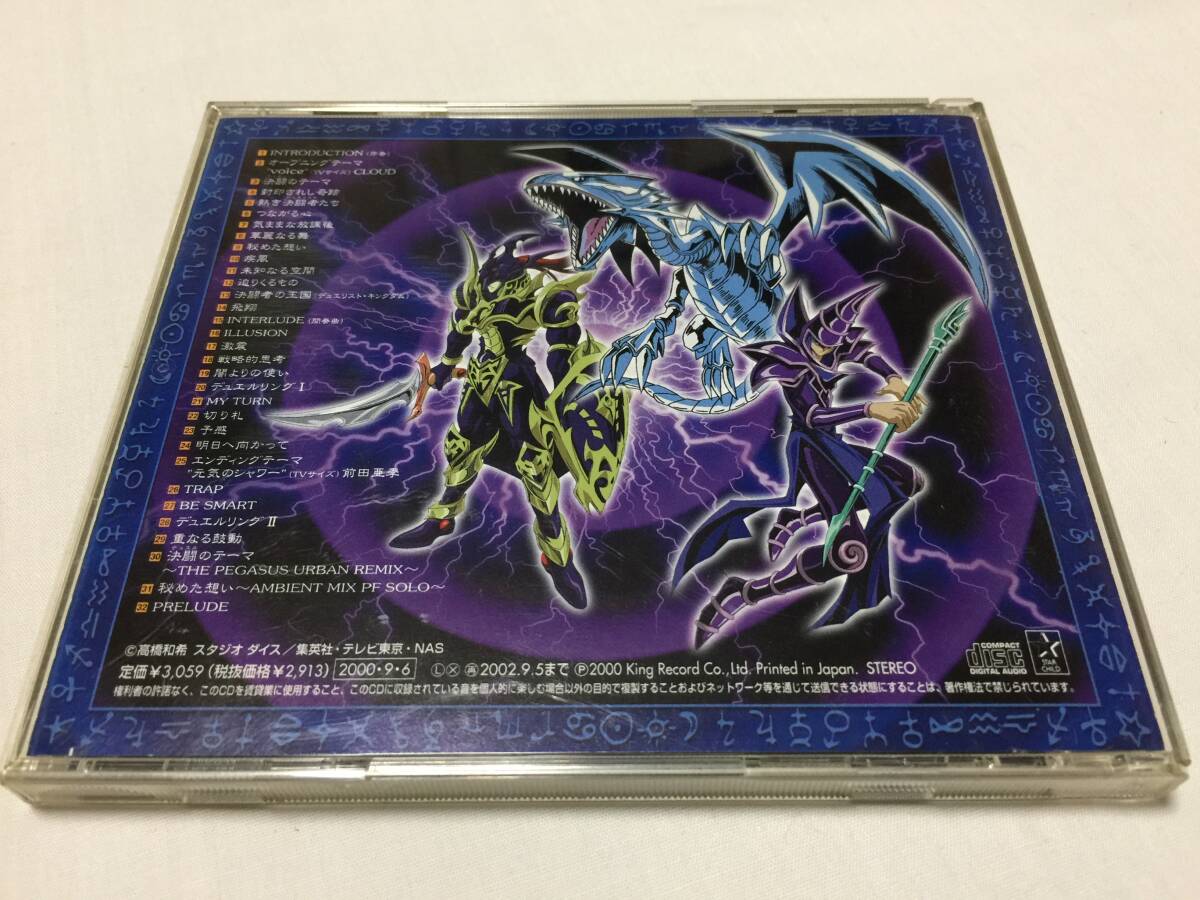 1 INTRODUCTION (序奏)
2 オープニングテーマ
"voice" (TVサイズ) CLOUD
3 決闘のテーマ
4 封印されし奇跡
5 熱き決闘者たち
6 つながる心
7 気ままな放課後
8 華麗なる舞
9 秘めた想い
10 疾風
11 未知なる空間
12 迫りくるもの
13 決闘者の王国 (デュエリスト・キングダム)
14 飛翔
15 INTERLUDE (間奏曲)
16 ILLUSION
17 激震
18 戦略的思考
19 闇よりの使い
20 デュエルリング I
21 MY TURN
22 切り札
23 予感
24 明日へ向かって
25 エンディングテーマ
"元気のシャワー" (TVサイズ) 前田亜季
26 TRAP
27 BE SMART
28 デュエルリング II
29 重なる鼓動
30 決闘のテーマ
～THE PEGASUS URBAN REMIX～
31 秘めた想い～AMBIENT MIX PF SOLO～
32 PRELUDE
©高橋和希 スタジオ ダイス／集英社・テレビ東京・NAS
定価¥3,059 (税抜価格¥2,913) 2000・9・6 Ⓛ Ⓧ 再 2002.9.5まで Ⓟ2000 King Record Co., Ltd. Printed in Japan. STEREO
権利者の許諾なく、このCDを賃貸業に使用すること、このCDに収録されている音を個人的に楽しむ場合以外の目的で複製することおよびネットワーク等を通じて送信できる状態にすることは、著作権法で禁じられています。
COMPACT
disc
DIGITAL AUDIO
STAR
CHILD